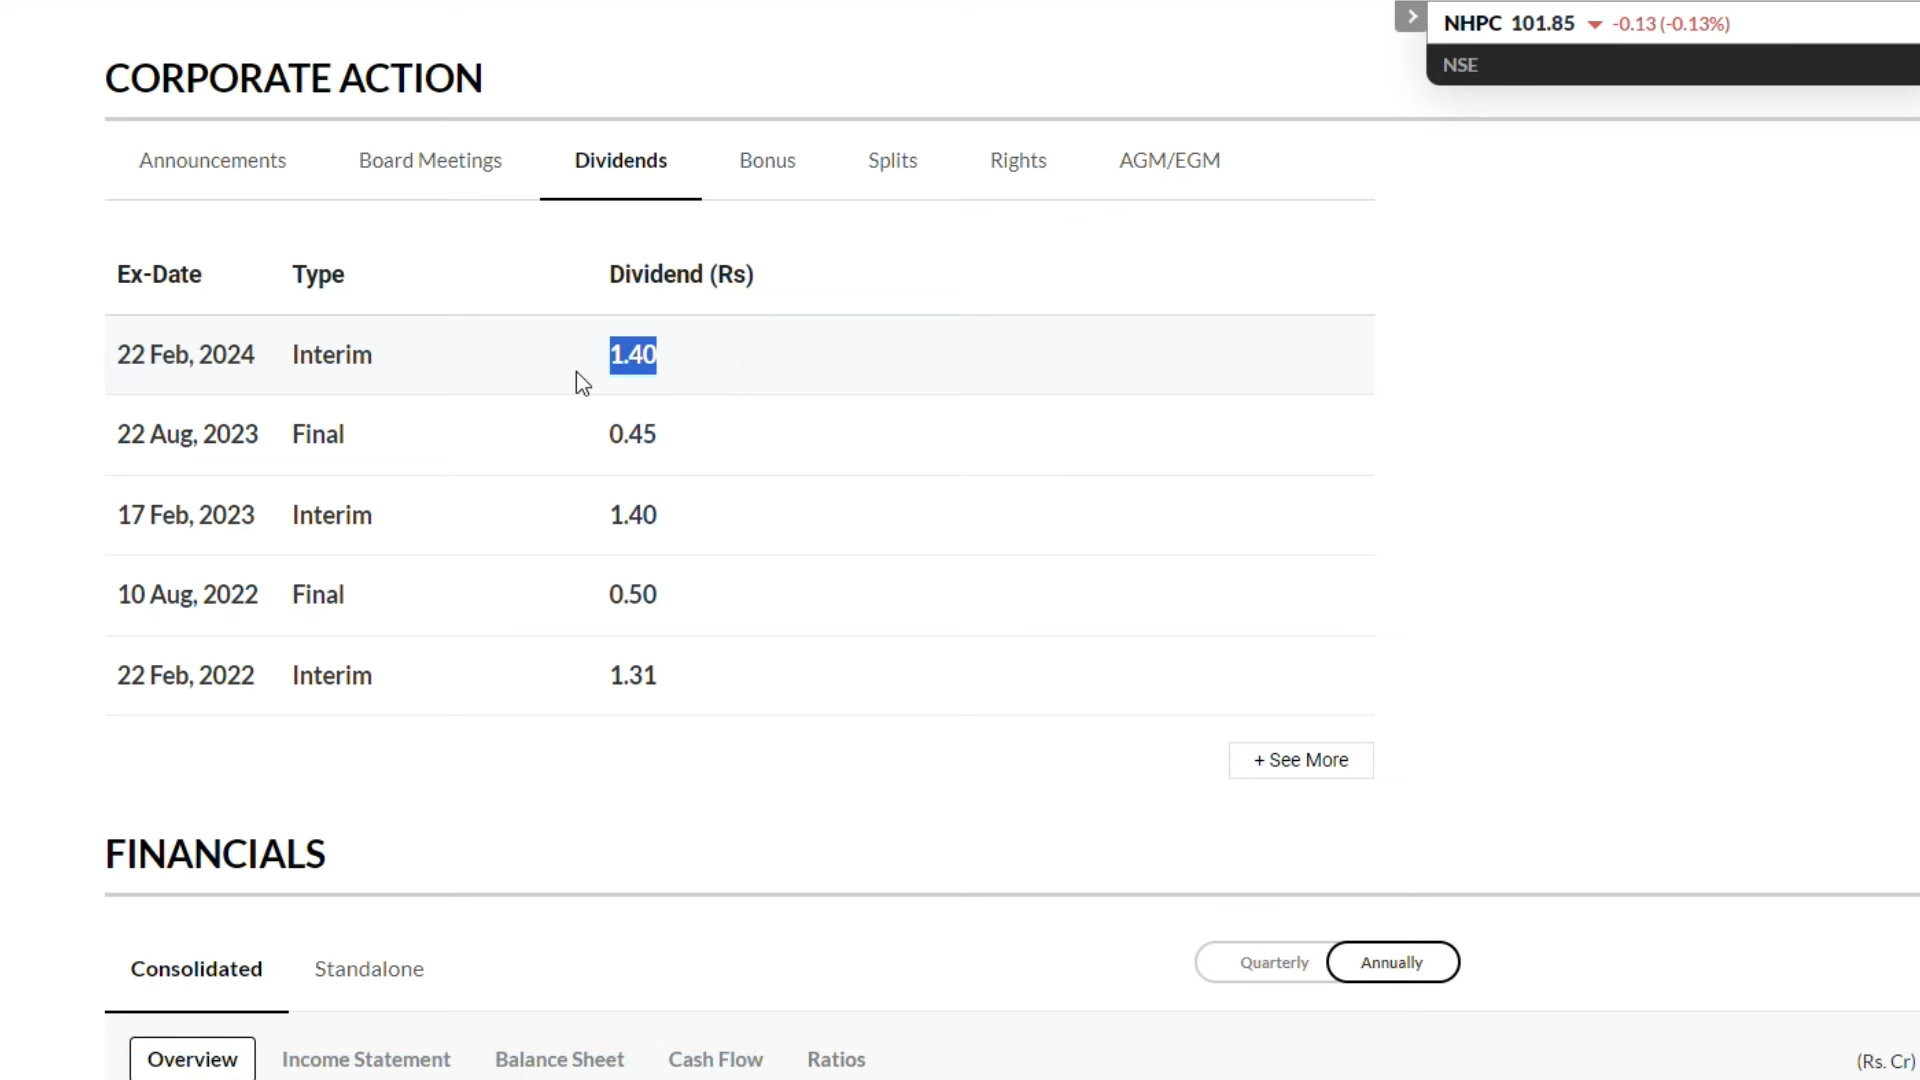 NHPC 101.85 -0.13 (-0.13%)
NSE
CORPORATE ACTION
Announcements Board Meetings Dividends Bonus Splits Rights AGM/EGM
Ex-Date Type Dividend (Rs)
22 Feb, 2024 Interim 1.40
22 Aug, 2023 Final 0.45
17 Feb, 2023 Interim 1.40
10 Aug, 2022 Final 0.50
22 Feb, 2022 Interim 1.31
+ See More
FINANCIALS
Consolidated Standalone Quarterly Annually
Overview Income Statement Balance Sheet Cash Flow Ratios (Rs. Cr)